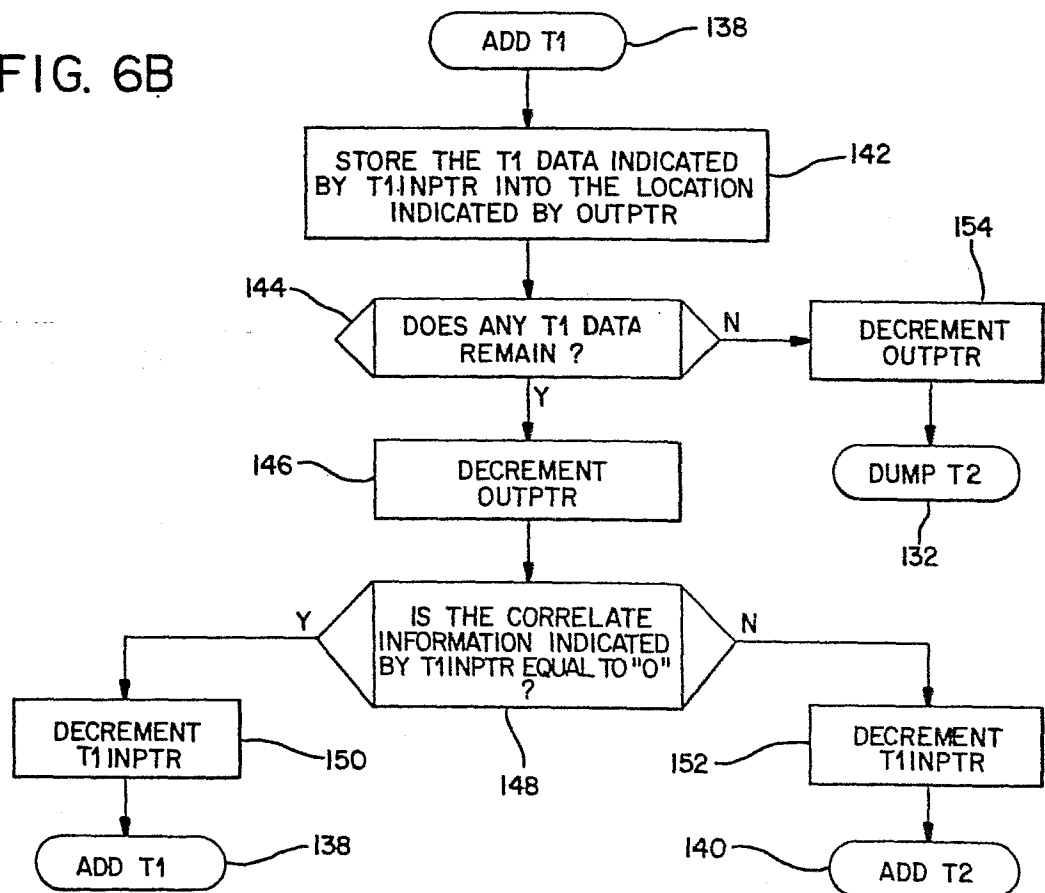 FIG. 6B
ADD T1
138
STORE THE T1 DATA INDICATED
BY T1INPTR INTO THE LOCATION
INDICATED BY OUTPTR
142
154
144
DOES ANY T1 DATA
REMAIN ?
N
DECREMENT
OUTPTR
Y
146
DECREMENT
OUTPTR
DUMP T2
132
Y
IS THE CORRELATE
INFORMATION INDICATED
BY T1INPTR EQUAL TO "0"
?
N
DECREMENT
T1INPTR
150
148
152
DECREMENT
T1INPTR
ADD T1
138
140
ADD T2